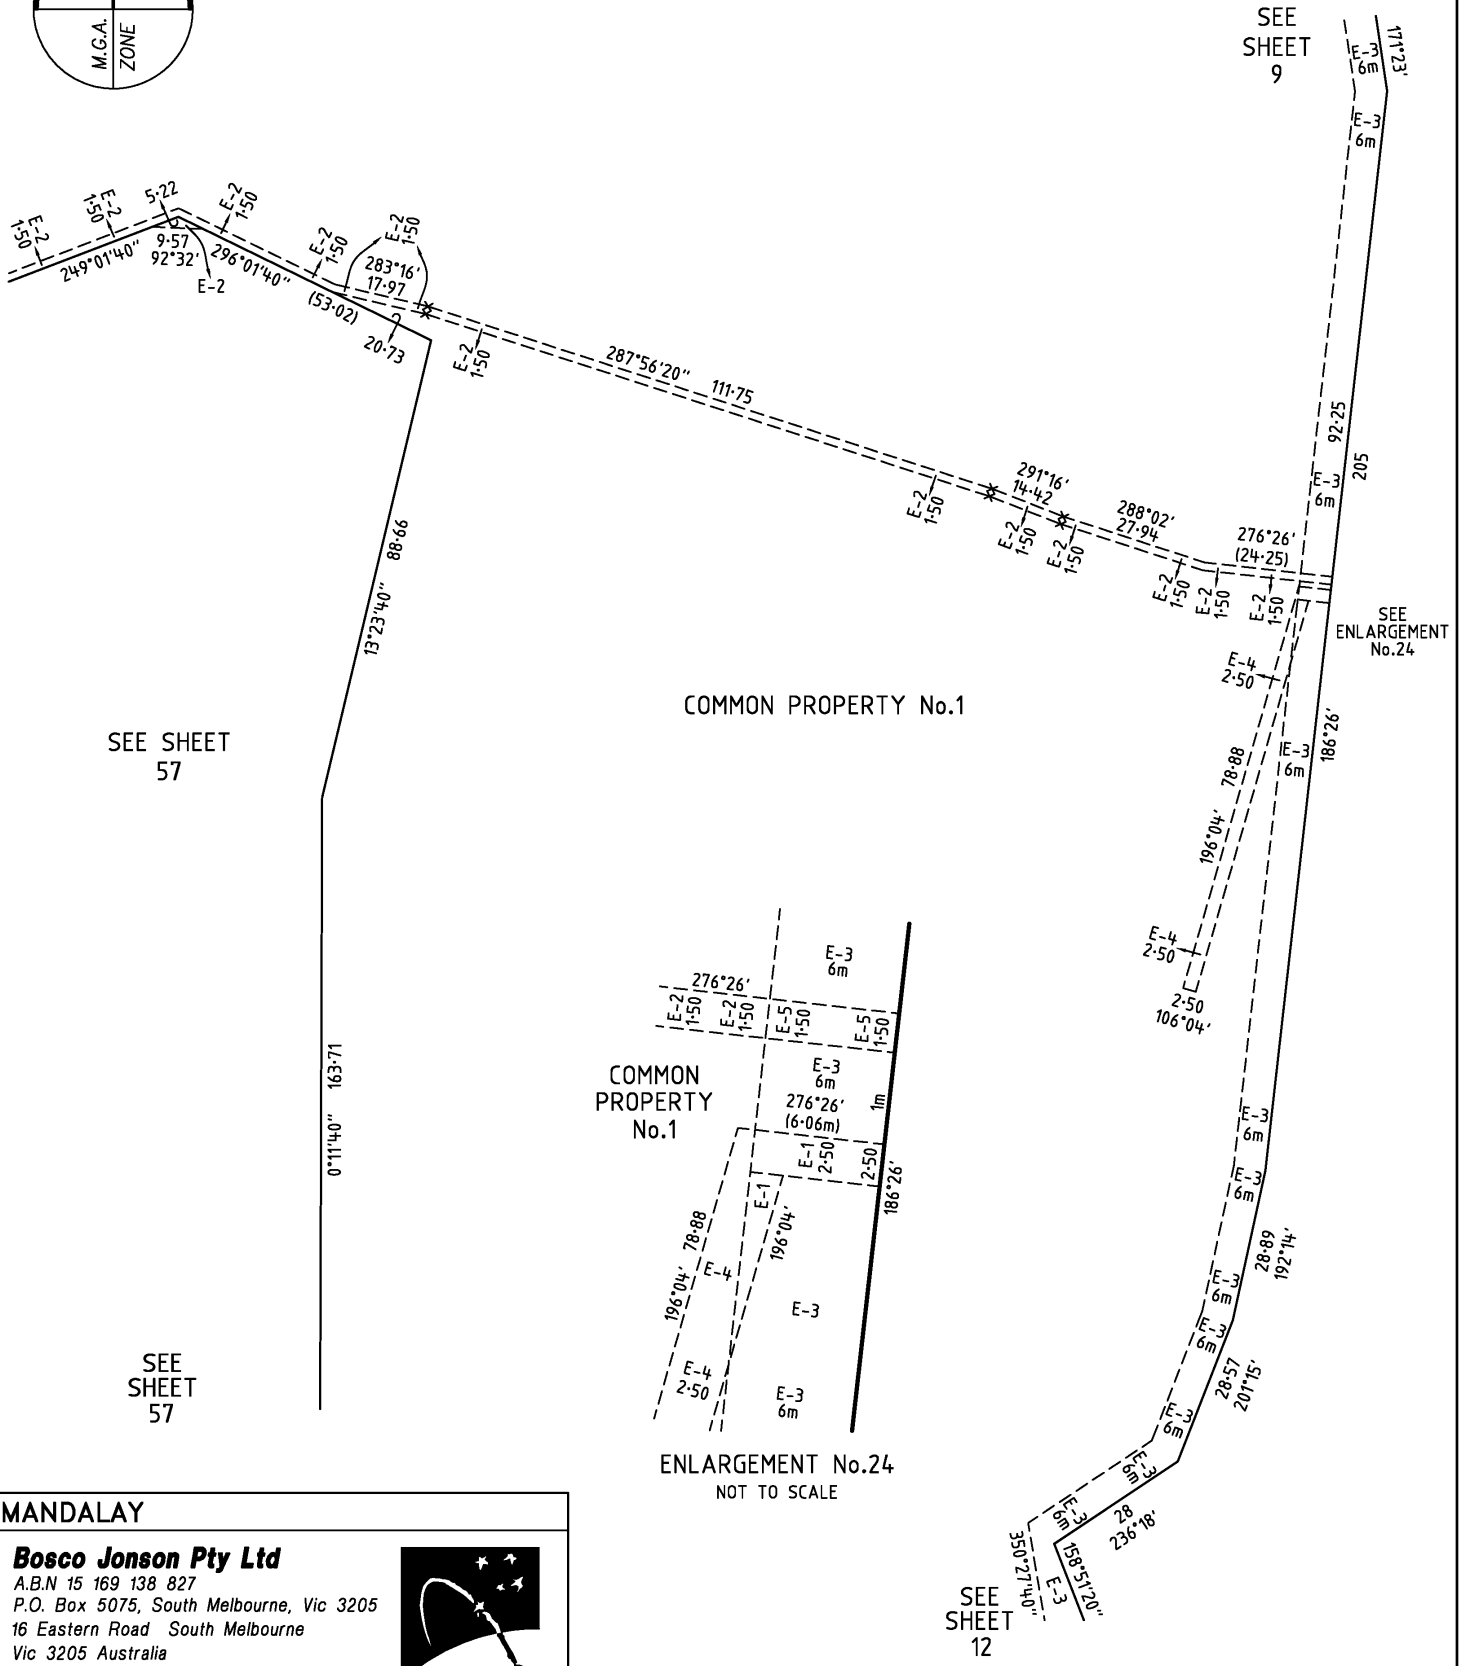 M.G.A.
ZONE
SEE
SHEET
9
171°23'
E-3
6m
E-3
6m
E-2
1·50
E-2
1·50
5·22
E-2
1·50
E-2
1·50
E-2
1·50
249°01'40"
9·57
92°32'
296°01'40"
E-2
(53·02)
283°16'
17·97
20·73
E-2
1·50
287°56'20"
111·75
92·25
205
E-3
6m
E-2
1·50
291°16'
14·42
E-2
1·50
E-2
1·50
288°02'
27·94
276°26'
(24·25)
E-2
1·50
E-2
1·50
E-2
1·50
SEE
ENLARGEMENT
No.24
88·66
13°23'40"
E-4
2·50
COMMON PROPERTY No.1
SEE SHEET
57
186°26'
E-3
6m
78·88
196°04'
E-4
2·50
2·50
106°04'
E-3
6m
276°26'
E-2
1·50
E-2
1·50
E-5
1·50
E-5
1·50
COMMON
PROPERTY
No.1
E-3
6m
276°26'
(6·06m)
1m
E-1
2·50
2·50
186°26'
E-1
78·88
196°04'
196°04'
E-4
E-3
E-4
2·50
E-3
6m
ENLARGEMENT No.24
NOT TO SCALE
163·71
0°11'40"
E-3
6m
E-3
6m
28·89
192°14'
E-3
6m
E-3
6m
28·57
201°15'
E-3
6m
E-3
6m
E-3
6m
28
236°18'
350°27'40"
E-3
158°51'20"
SEE
SHEET
57
SEE
SHEET
12
MANDALAY
Bosco Jonson Pty Ltd
A.B.N 15 169 138 827
P.O. Box 5075, South Melbourne, Vic 3205
16 Eastern Road South Melbourne
Vic 3205 Australia